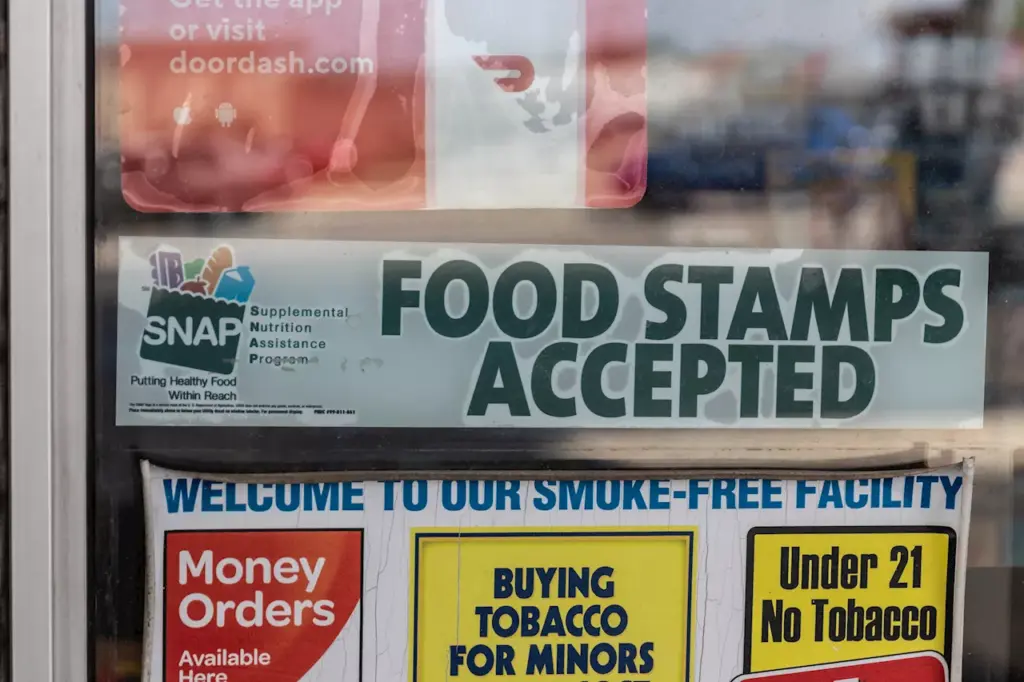 Get the app
or visit
doordash.com
SNAP
Supplemental
Nutrition
Assistance
Program
Putting Healthy Food
Within Reach
FOOD STAMPS
ACCEPTED
WELCOME TO OUR SMOKE-FREE FACILITY
Money
Orders
Available
Here
BUYING
TOBACCO
FOR MINORS
Under 21
No Tobacco